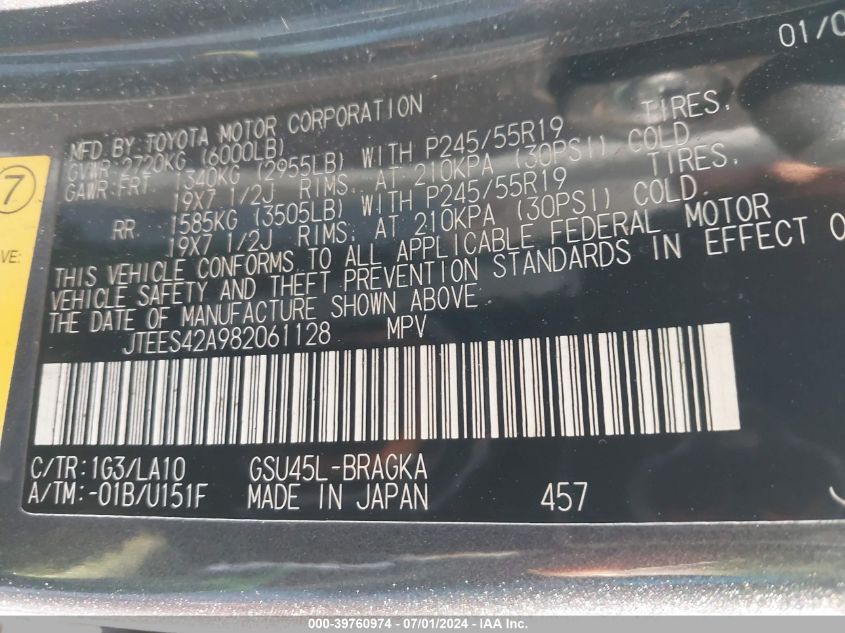 01/0
MFD.BY: TOYOTA MOTOR CORPORATION
GVWR:2720KG (6000LB)
GAWR:FRT 1340KG (2955LB) WITH P245/55R19 TIRES,
19X7 1/2J RIMS, AT 210KPA (30PSI) COLD.
RR 1585KG (3505LB) WITH P245/55R19 TIRES,
19X7 1/2J RIMS, AT 210KPA (30PSI) COLD.
THIS VEHICLE CONFORMS TO ALL APPLICABLE FEDERAL MOTOR
VEHICLE SAFETY AND THEFT PREVENTION STANDARDS IN EFFECT O
THE DATE OF MANUFACTURE SHOWN ABOVE.
JTEES42A982061128 MPV
C/TR:1G3/LA10 GSU45L-BRAGKA
A/TM:-01B/U151F MADE IN JAPAN 457
7
VE:
000-39760974 / 07/01/2024 - IAA Inc.